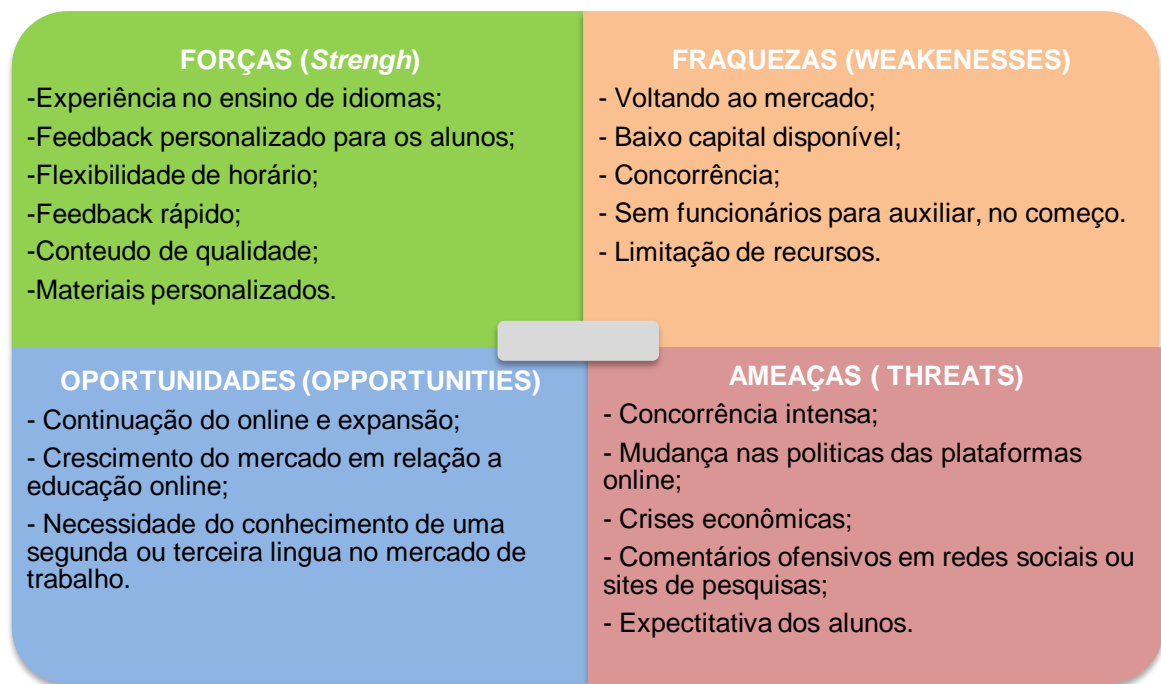 FORÇAS (Strengh)
-Experiência no ensino de idiomas;
-Feedback personalizado para os alunos;
-Flexibilidade de horário;
-Feedback rápido;
-Conteudo de qualidade;
-Materiais personalizados.
FRAQUEZAS (WEAKENESSES)
- Voltando ao mercado;
- Baixo capital disponível;
- Concorrência;
- Sem funcionários para auxiliar, no começo.
- Limitação de recursos.
OPORTUNIDADES (OPPORTUNITIES)
- Continuação do online e expansão;
- Crescimento do mercado em relação a
educação online;
- Necessidade do conhecimento de uma
segunda ou terceira lingua no mercado de
trabalho.
AMEAÇAS ( THREATS)
- Concorrência intensa;
- Mudança nas politicas das plataformas
online;
- Crises econômicas;
- Comentários ofensivos em redes sociais ou
sites de pesquisas;
- Expectitativa dos alunos.